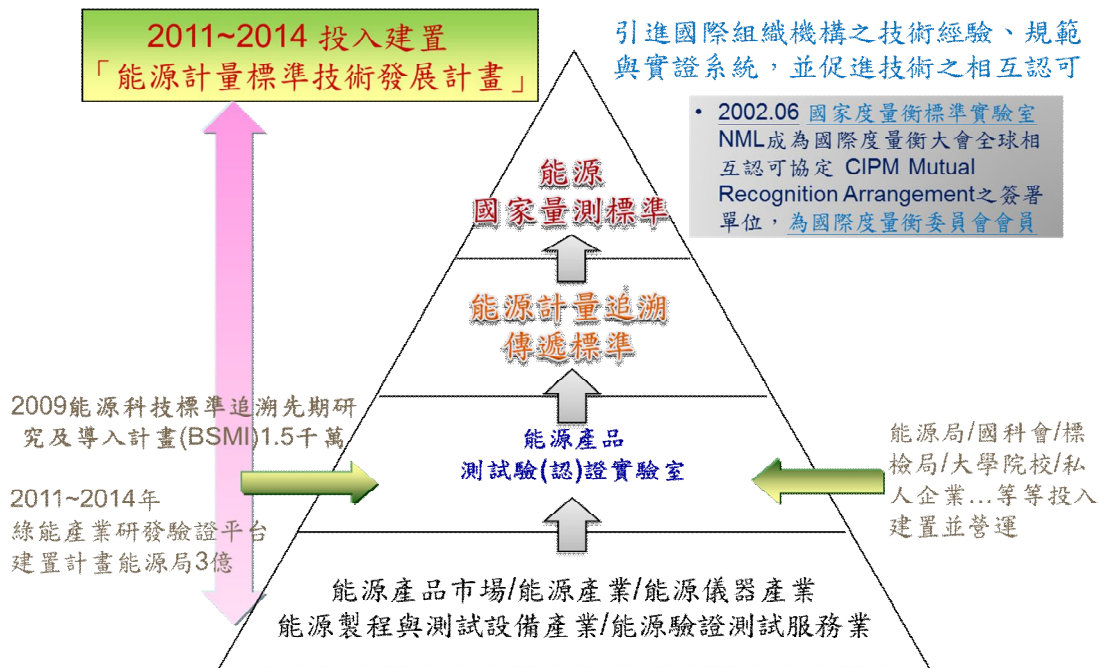 2011~2014 投入建置
「能源計量標準技術發展計畫」
引進國際組織機構之技術經驗、規範
與實證系統，並促進技術之相互認可
• 2002.06 國家度量衡標準實驗室
NML成為國際度量衡大會全球相
互認可協定 CIPM Mutual
Recognition Arrangement之簽署
單位，為國際度量衡委員會會員
能源
國家量測標準
能源計量追溯
傳遞標準
2009能源科技標準追溯先期研
究及導入計畫(BSMI)1.5千萬
2011~2014年
綠能產業研發驗證平台
建置計畫能源局3億
能源產品
測試驗(認)證實驗室
能源局/國科會/標
檢局/大學院校/私
人企業…等等投入
建置並營運
能源產品市場/能源產業/能源儀器產業
能源製程與測試設備產業/能源驗證測試服務業